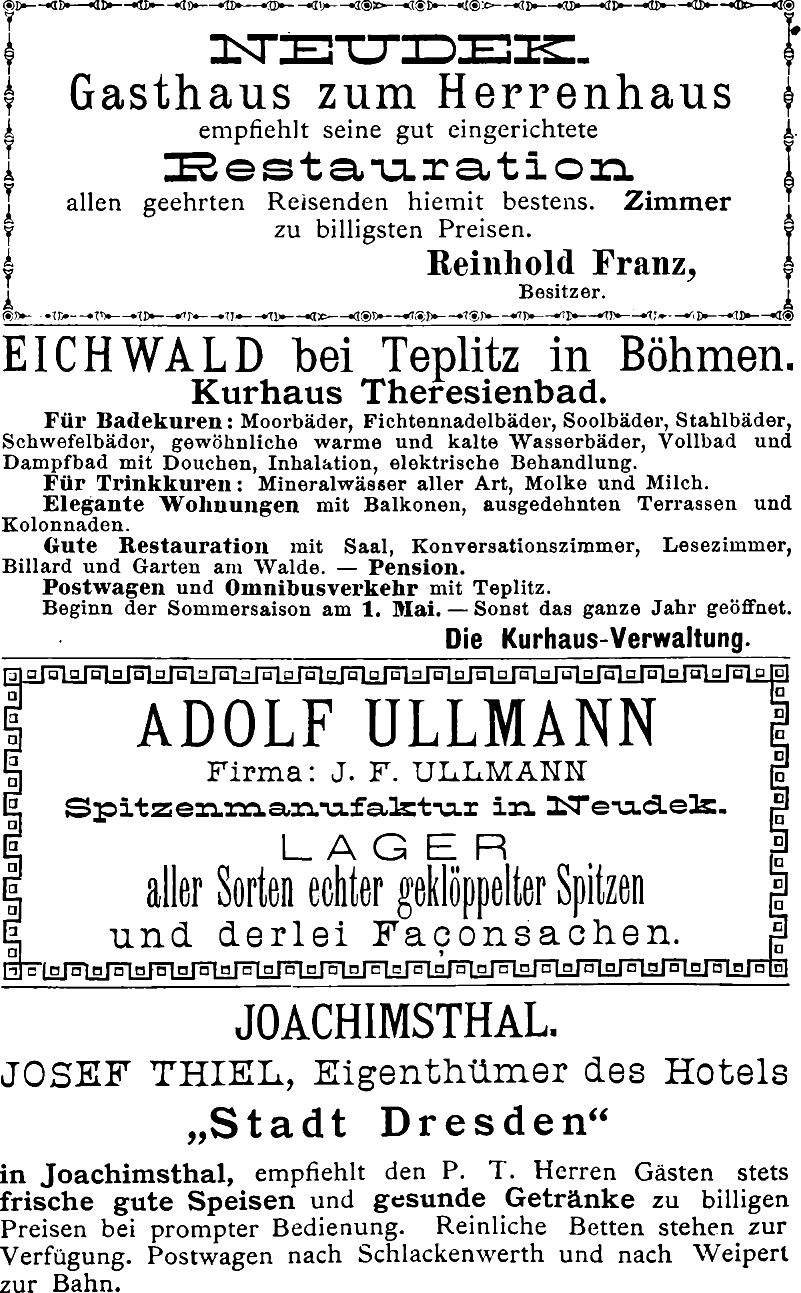 NEUDEK.
Gasthaus zum Herrenhaus
empfiehlt seine gut eingerichtete
Restauration
allen geehrten Reisenden hiemit bestens. Zimmer
zu billigsten Preisen.
Reinhold Franz,
Besitzer.
EICHWALD bei Teplitz in Böhmen.
Kurhaus Theresienbad.
Für Badekuren: Moorbäder, Fichtennadelbäder, Soolbäder, Stahlbäder,
Schwefelbäder, gewöhnliche warme und kalte Wasserbäder, Vollbad und
Dampfbad mit Douchen, Inhalation, elektrische Behandlung.
Für Trinkkuren: Mineralwässer aller Art, Molke und Milch.
Elegante Wohnungen mit Balkonen, ausgedehnten Terrassen und
Kolonnaden.
Gute Restauration mit Saal, Konversationszimmer, Lesezimmer,
Billard und Garten am Walde. — Pension.
Postwagen und Omnibusverkehr mit Teplitz.
Beginn der Sommersaison am 1. Mai. — Sonst das ganze Jahr geöffnet.
Die Kurhaus-Verwaltung.
ADOLF ULLMANN
Firma: J. F. ULLMANN
Spitzenmanufaktur in Neudek.
LAGER
aller Sorten echter geklöppelter Spitzen
und derlei Façonsachen.
JOACHIMSTHAL.
JOSEF THIEL, Eigenthümer des Hotels
„Stadt Dresden“
in Joachimsthal, empfiehlt den P. T. Herren Gästen stets
frische gute Speisen und gesunde Getränke zu billigen
Preisen bei prompter Bedienung. Reinliche Betten stehen zur
Verfügung. Postwagen nach Schlackenwerth und nach Weipert
zur Bahn.